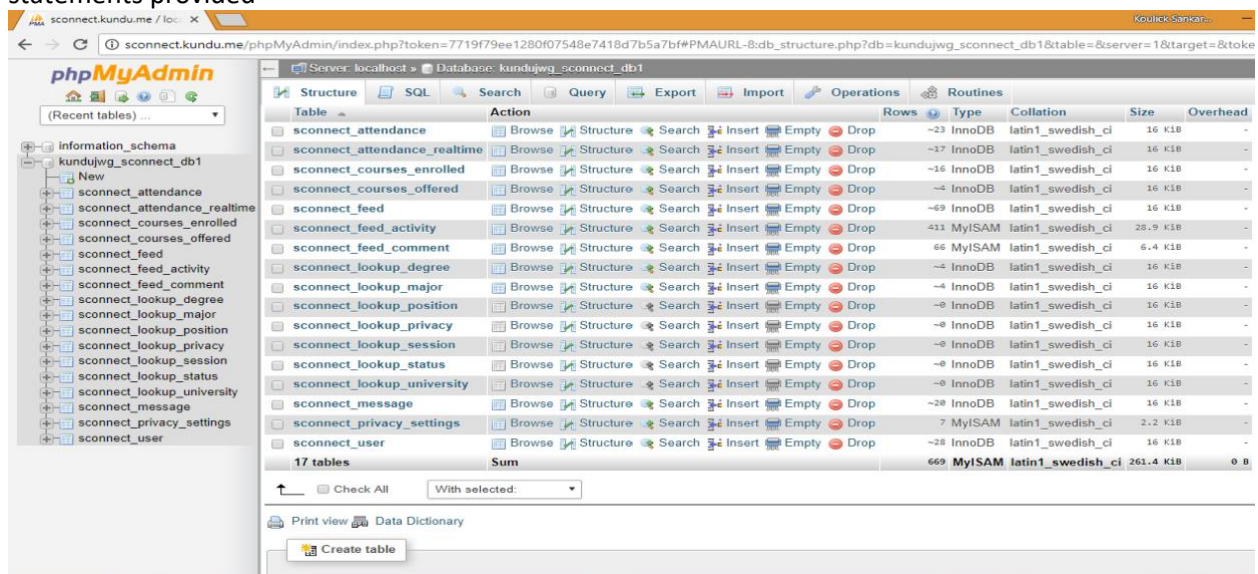 statements provided
sconnect.kundu.me / loc
Koulick Sankar...
sconnect.kundu.me/phpMyAdmin/index.php?token=7719f79ee1280f07548e7418d7b5a7bf#PMAURL-8:db_structure.php?db=kundujwg_sconnect_db1&table=&server=1&target=&toke
phpMyAdmin
(Recent tables) ...
information_schema
kundujwg_sconnect_db1
New
sconnect_attendance
sconnect_attendance_realtime
sconnect_courses_enrolled
sconnect_courses_offered
sconnect_feed
sconnect_feed_activity
sconnect_feed_comment
sconnect_lookup_degree
sconnect_lookup_major
sconnect_lookup_position
sconnect_lookup_privacy
sconnect_lookup_session
sconnect_lookup_status
sconnect_lookup_university
sconnect_message
sconnect_privacy_settings
sconnect_user
Server: localhost » Database: kundujwg_sconnect_db1
Structure SQL Search Query Export Import Operations Routines
Table Action Rows Type Collation Size Overhead
sconnect_attendance Browse Structure Search Insert Empty Drop ~23 InnoDB latin1_swedish_ci 16 KiB -
sconnect_attendance_realtime Browse Structure Search Insert Empty Drop ~17 InnoDB latin1_swedish_ci 16 KiB -
sconnect_courses_enrolled Browse Structure Search Insert Empty Drop ~16 InnoDB latin1_swedish_ci 16 KiB -
sconnect_courses_offered Browse Structure Search Insert Empty Drop ~4 InnoDB latin1_swedish_ci 16 KiB -
sconnect_feed Browse Structure Search Insert Empty Drop ~69 InnoDB latin1_swedish_ci 16 KiB -
sconnect_feed_activity Browse Structure Search Insert Empty Drop 411 MyISAM latin1_swedish_ci 28.9 KiB -
sconnect_feed_comment Browse Structure Search Insert Empty Drop 66 MyISAM latin1_swedish_ci 6.4 KiB -
sconnect_lookup_degree Browse Structure Search Insert Empty Drop ~4 InnoDB latin1_swedish_ci 16 KiB -
sconnect_lookup_major Browse Structure Search Insert Empty Drop ~4 InnoDB latin1_swedish_ci 16 KiB -
sconnect_lookup_position Browse Structure Search Insert Empty Drop ~0 InnoDB latin1_swedish_ci 16 KiB -
sconnect_lookup_privacy Browse Structure Search Insert Empty Drop ~0 InnoDB latin1_swedish_ci 16 KiB -
sconnect_lookup_session Browse Structure Search Insert Empty Drop ~0 InnoDB latin1_swedish_ci 16 KiB -
sconnect_lookup_status Browse Structure Search Insert Empty Drop ~0 InnoDB latin1_swedish_ci 16 KiB -
sconnect_lookup_university Browse Structure Search Insert Empty Drop ~0 InnoDB latin1_swedish_ci 16 KiB -
sconnect_message Browse Structure Search Insert Empty Drop ~20 InnoDB latin1_swedish_ci 16 KiB -
sconnect_privacy_settings Browse Structure Search Insert Empty Drop 7 MyISAM latin1_swedish_ci 2.2 KiB -
sconnect_user Browse Structure Search Insert Empty Drop ~28 InnoDB latin1_swedish_ci 16 KiB -
17 tables Sum 669 MyISAM latin1_swedish_ci 261.4 KiB 0 B
Check All With selected:
Print view Data Dictionary
Create table